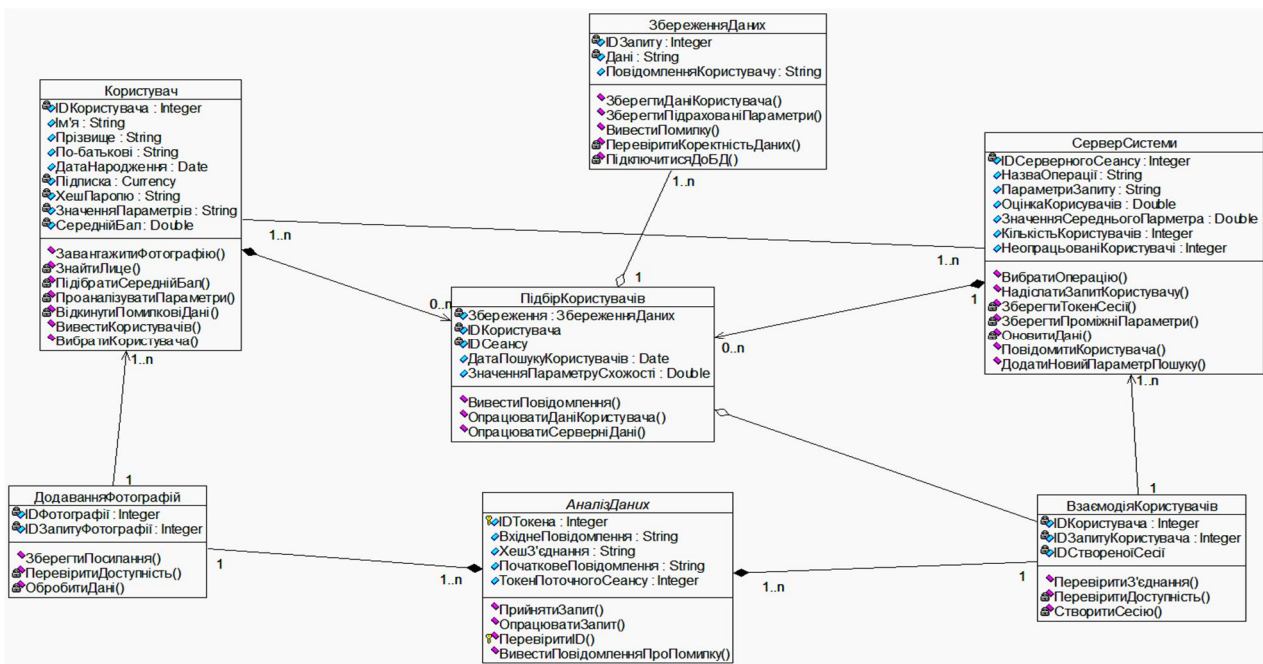 ЗбереженняДаних
IDЗапиту : Integer
Дані : String
ПовідомленняКористувачу : String
ЗберегтиДаніКористувача()
ЗберегтиПідрахованіПараметри()
ВивестиПомилку()
ПеревіритиКоректністьДаних()
ПідключитисяДоБД()
1..n
Користувач
IDКористувача : Integer
Ім'я : String
Прізвище : String
По-батькові : String
ДатаНародження : Date
Підписка : Currency
ХешПаролю : String
ЗначенняПараметрів : String
СереднійБал : Double
ЗавантажитиФотографію()
ЗнайтиЛице()
ПідібратиСереднійБал()
ПроаналізуватиПараметри()
ВідкинутиПомилковіДані()
ВивестиКористувачів()
ВибратиКористувача()
1..n
0..n
1..n
СерверСистеми
IDСерверногоСеансу : Integer
НазваОперації : String
ПараметриЗапиту : String
ОцінкаКорисувачів : Double
ЗначенняСередньогоПарметра : Double
КількістьКористувачів : Integer
НеопрацьованіКористувачі : Integer
ВибратиОперацію()
НадіслатиЗапитКористувачу()
ЗберегтиТокенСесії()
ЗберегтиПроміжніПараметри()
ОновитиДані()
ПовідомитиКористувача()
ДодатиНовийПараметрПошуку()
1..n
1
1..n
1
ПідбірКористувачів
Збереження : ЗбереженняДаних
IDКористувача
IDСеансу
ДатаПошукуКористувачів : Date
ЗначенняПараметруСхожості : Double
ВивестиПовідомлення()
ОпрацюватиДаніКористувача()
ОпрацюватиСерверніДані()
0..n
1
ДодаванняФотографій
IDФотографії : Integer
IDЗапитуФотографії : Integer
ЗберегтиПосилання()
ПеревіритиДоступність()
ОбробитиДані()
1
1..n
АналізДаних
IDТокена : Integer
ВхіднеПовідомлення : String
ХешЗ'єднання : String
ПочатковеПовідомлення : String
ТокенПоточногоСеансу : Integer
ПрийнятиЗапит()
ОпрацюватиЗапит()
ПеревіритиID()
ВивестиПовідомленняПроПомилку()
1..n
1
1
ВзаємодіяКористувачів
IDКористувача : Integer
IDЗапитуКористувача : Integer
IDСтвореноїСесії
ПеревіритиЗ'єднання()
ПеревіритиДоступність()
СтворитиСесію()